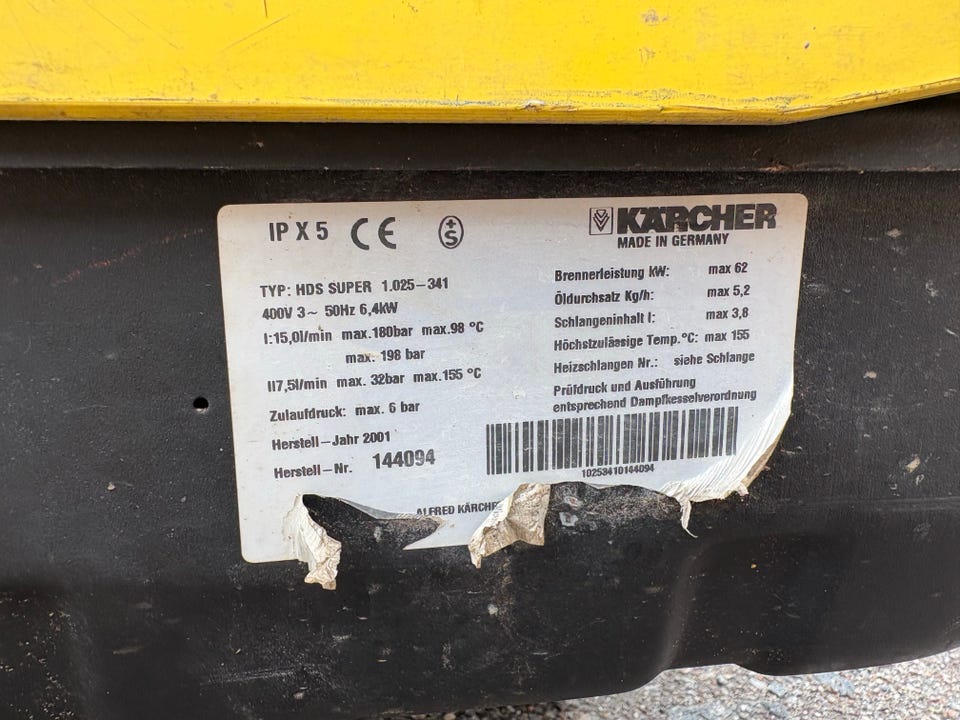 IP X 5 CE +S
KÄRCHER
MADE IN GERMANY
TYP: HDS SUPER 1.025-341
400V 3~ 50Hz 6,4kW
I:15,0l/min max.180bar max.98 °C
max. 198 bar
II7,5l/min max. 32bar max.155 °C
Zulaufdruck: max. 6 bar
Herstell-Jahr 2001
Herstell-Nr. 144094
Brennerleistung kW: max 62
Öldurchsatz Kg/h: max 5,2
Schlangeninhalt l: max 3,8
Höchstzulässige Temp.°C: max 155
Heizschlangen Nr.: siehe Schlange
Prüfdruck und Ausführung
entsprechend Dampfkesselverordnung
10253410144094
ALFRED KÄRCHE